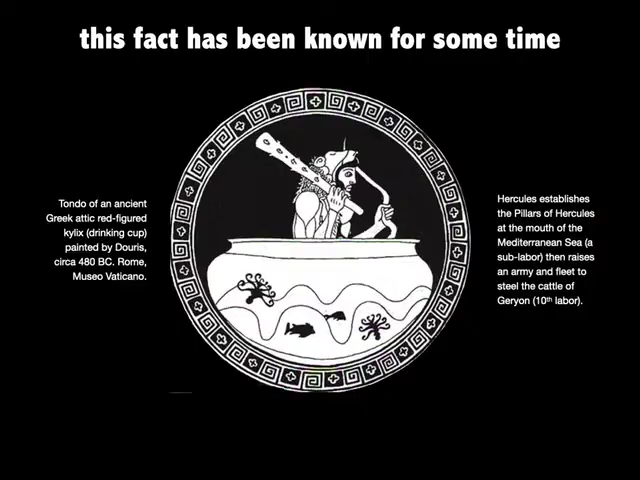 this fact has been known for some time
Tondo of an ancient
Greek attic red-figured
kylix (drinking cup)
painted by Douris,
circa 480 BC. Rome,
Museo Vaticano.
Hercules establishes
the Pillars of Hercules
at the mouth of the
Mediterranean Sea (a
sub-labor) then raises
an army and fleet to
steel the cattle of
Geryon (10th labor).